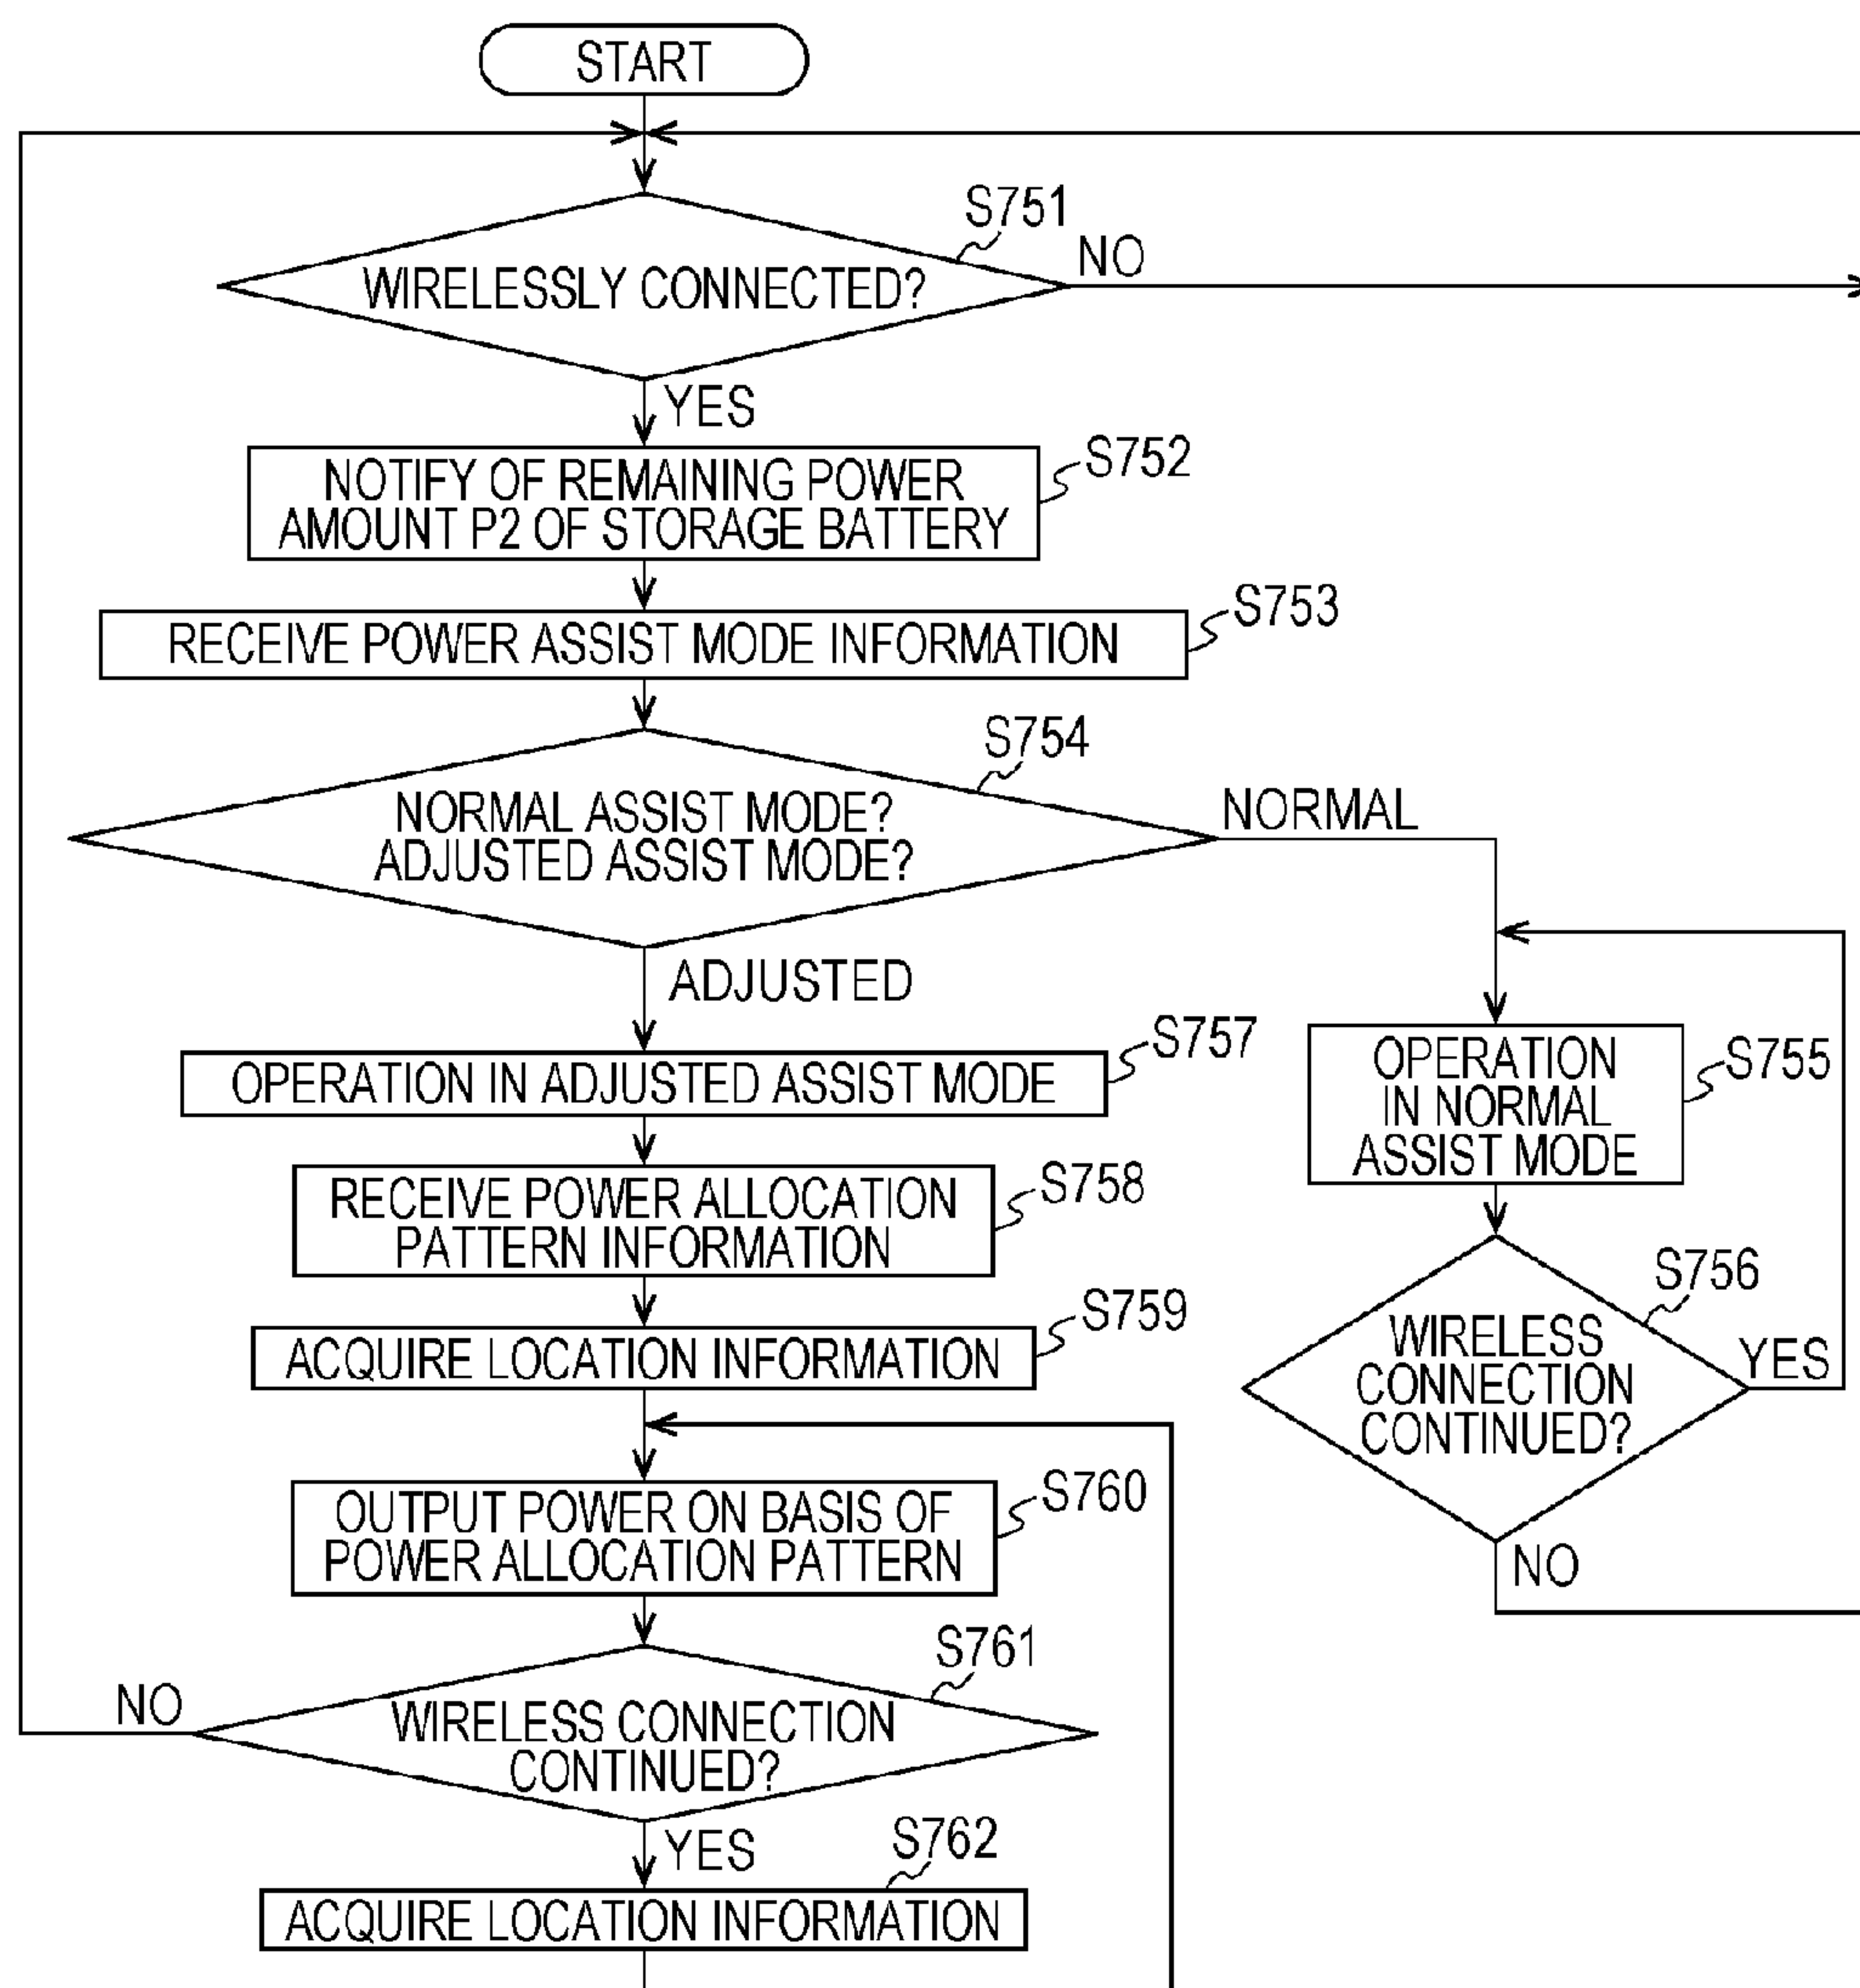 START
S751
WIRELESSLY CONNECTED?
NO
YES
S752
NOTIFY OF REMAINING POWER
AMOUNT P2 OF STORAGE BATTERY
S753
RECEIVE POWER ASSIST MODE INFORMATION
S754
NORMAL ASSIST MODE?
ADJUSTED ASSIST MODE?
NORMAL
ADJUSTED
S757
OPERATION IN ADJUSTED ASSIST MODE
S755
OPERATION
IN NORMAL
ASSIST MODE
S758
RECEIVE POWER ALLOCATION
PATTERN INFORMATION
S756
WIRELESS
CONNECTION
CONTINUED?
YES
NO
S759
ACQUIRE LOCATION INFORMATION
S760
OUTPUT POWER ON BASIS OF
POWER ALLOCATION PATTERN
S761
WIRELESS CONNECTION
CONTINUED?
NO
YES
S762
ACQUIRE LOCATION INFORMATION